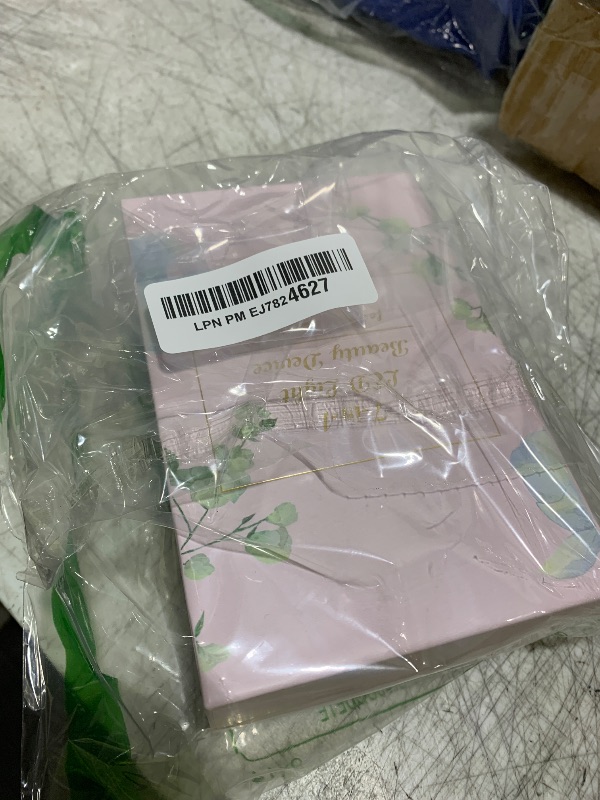 LPN PM EJ7824627
LED Light
Beauty Device